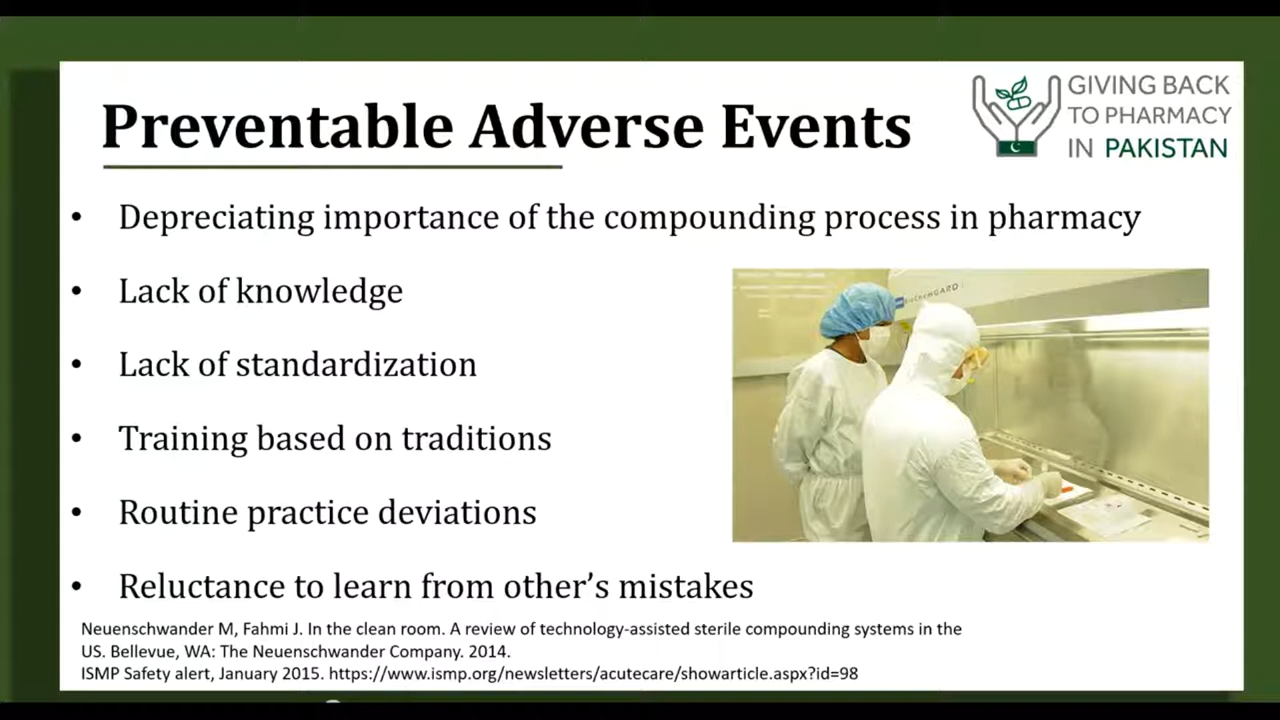 Preventable Adverse Events
GIVING BACK
TO PHARMACY
IN PAKISTAN
• Depreciating importance of the compounding process in pharmacy
• Lack of knowledge
• Lack of standardization
• Training based on traditions
• Routine practice deviations
• Reluctance to learn from other’s mistakes
BioChemGARD
Neuenschwander M, Fahmi J. In the clean room. A review of technology-assisted sterile compounding systems in the
US. Bellevue, WA: The Neuenschwander Company. 2014.
ISMP Safety alert, January 2015. https://www.ismp.org/newsletters/acutecare/showarticle.aspx?id=98